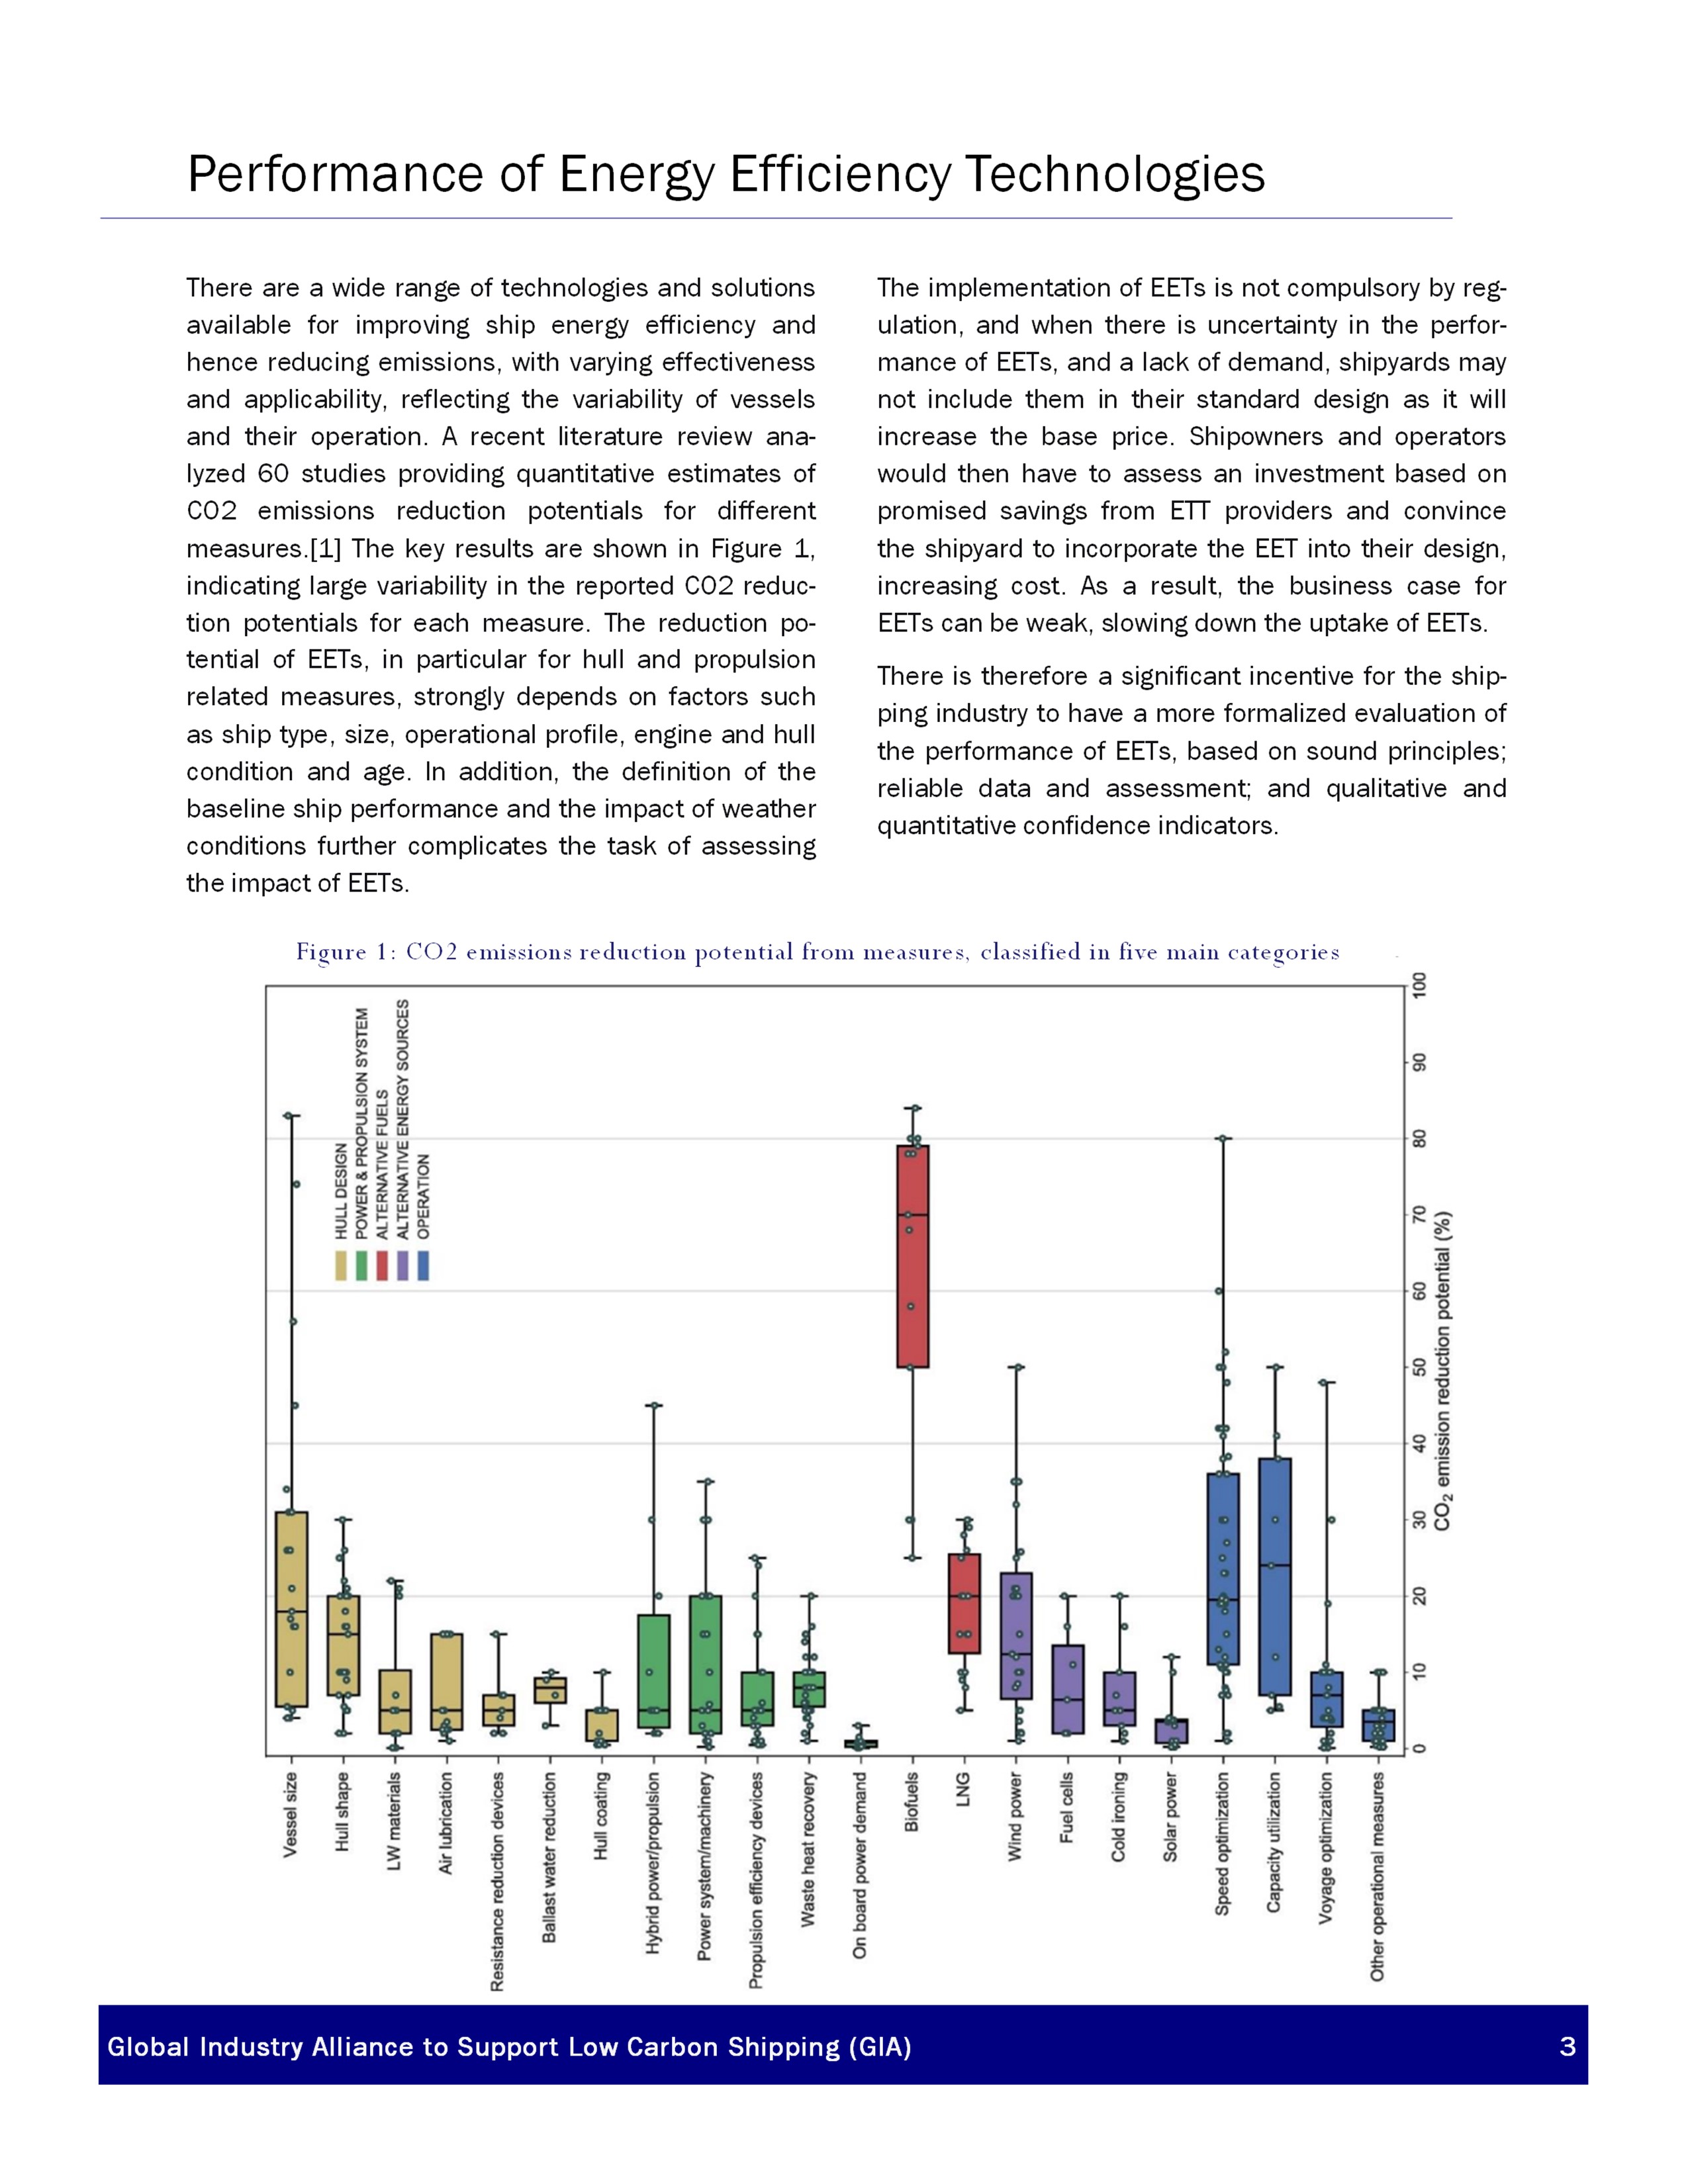 Performance of Energy Efficiency Technologies
There are a wide range of technologies and solutions
available for improving ship energy efficiency and
hence reducing emissions, with varying effectiveness
and applicability, reflecting the variability of vessels
and their operation. A recent literature review ana-
lyzed 60 studies providing quantitative estimates of
CO2 emissions reduction potentials for different
measures.[1] The key results are shown in Figure 1,
indicating large variability in the reported CO2 reduc-
tion potentials for each measure. The reduction po-
tential of EETs, in particular for hull and propulsion
related measures, strongly depends on factors such
as ship type, size, operational profile, engine and hull
condition and age. In addition, the definition of the
baseline ship performance and the impact of weather
conditions further complicates the task of assessing
the impact of EETs.
The implementation of EETs is not compulsory by reg-
ulation, and when there is uncertainty in the perfor-
mance of EETs, and a lack of demand, shipyards may
not include them in their standard design as it will
increase the base price. Shipowners and operators
would then have to assess an investment based on
promised savings from ETT providers and convince
the shipyard to incorporate the EET into their design,
increasing cost. As a result, the business case for
EETs can be weak, slowing down the uptake of EETs.
There is therefore a significant incentive for the ship-
ping industry to have a more formalized evaluation of
the performance of EETs, based on sound principles;
reliable data and assessment; and qualitative and
quantitative confidence indicators.
Figure 1: CO2 emissions reduction potential from measures, classified in five main categories
HULL DESIGN
POWER & PROPULSION SYSTEM
ALTERNATIVE FUELS
ALTERNATIVE ENERGY SOURCES
OPERATION
100
90
80
70
60
50
40
30
20
10
0
CO₂ emission reduction potential (%)
Vessel size
Hull shape
LW materials
Air lubrication
Resistance reduction devices
Ballast water reduction
Hull coating
Hybrid power/propulsion
Power system/machinery
Propulsion efficiency devices
Waste heat recovery
On board power demand
Biofuels
LNG
Wind power
Fuel cells
Cold ironing
Solar power
Speed optimization
Capacity utilization
Voyage optimization
Other operational measures
Global Industry Alliance to Support Low Carbon Shipping (GIA)
3